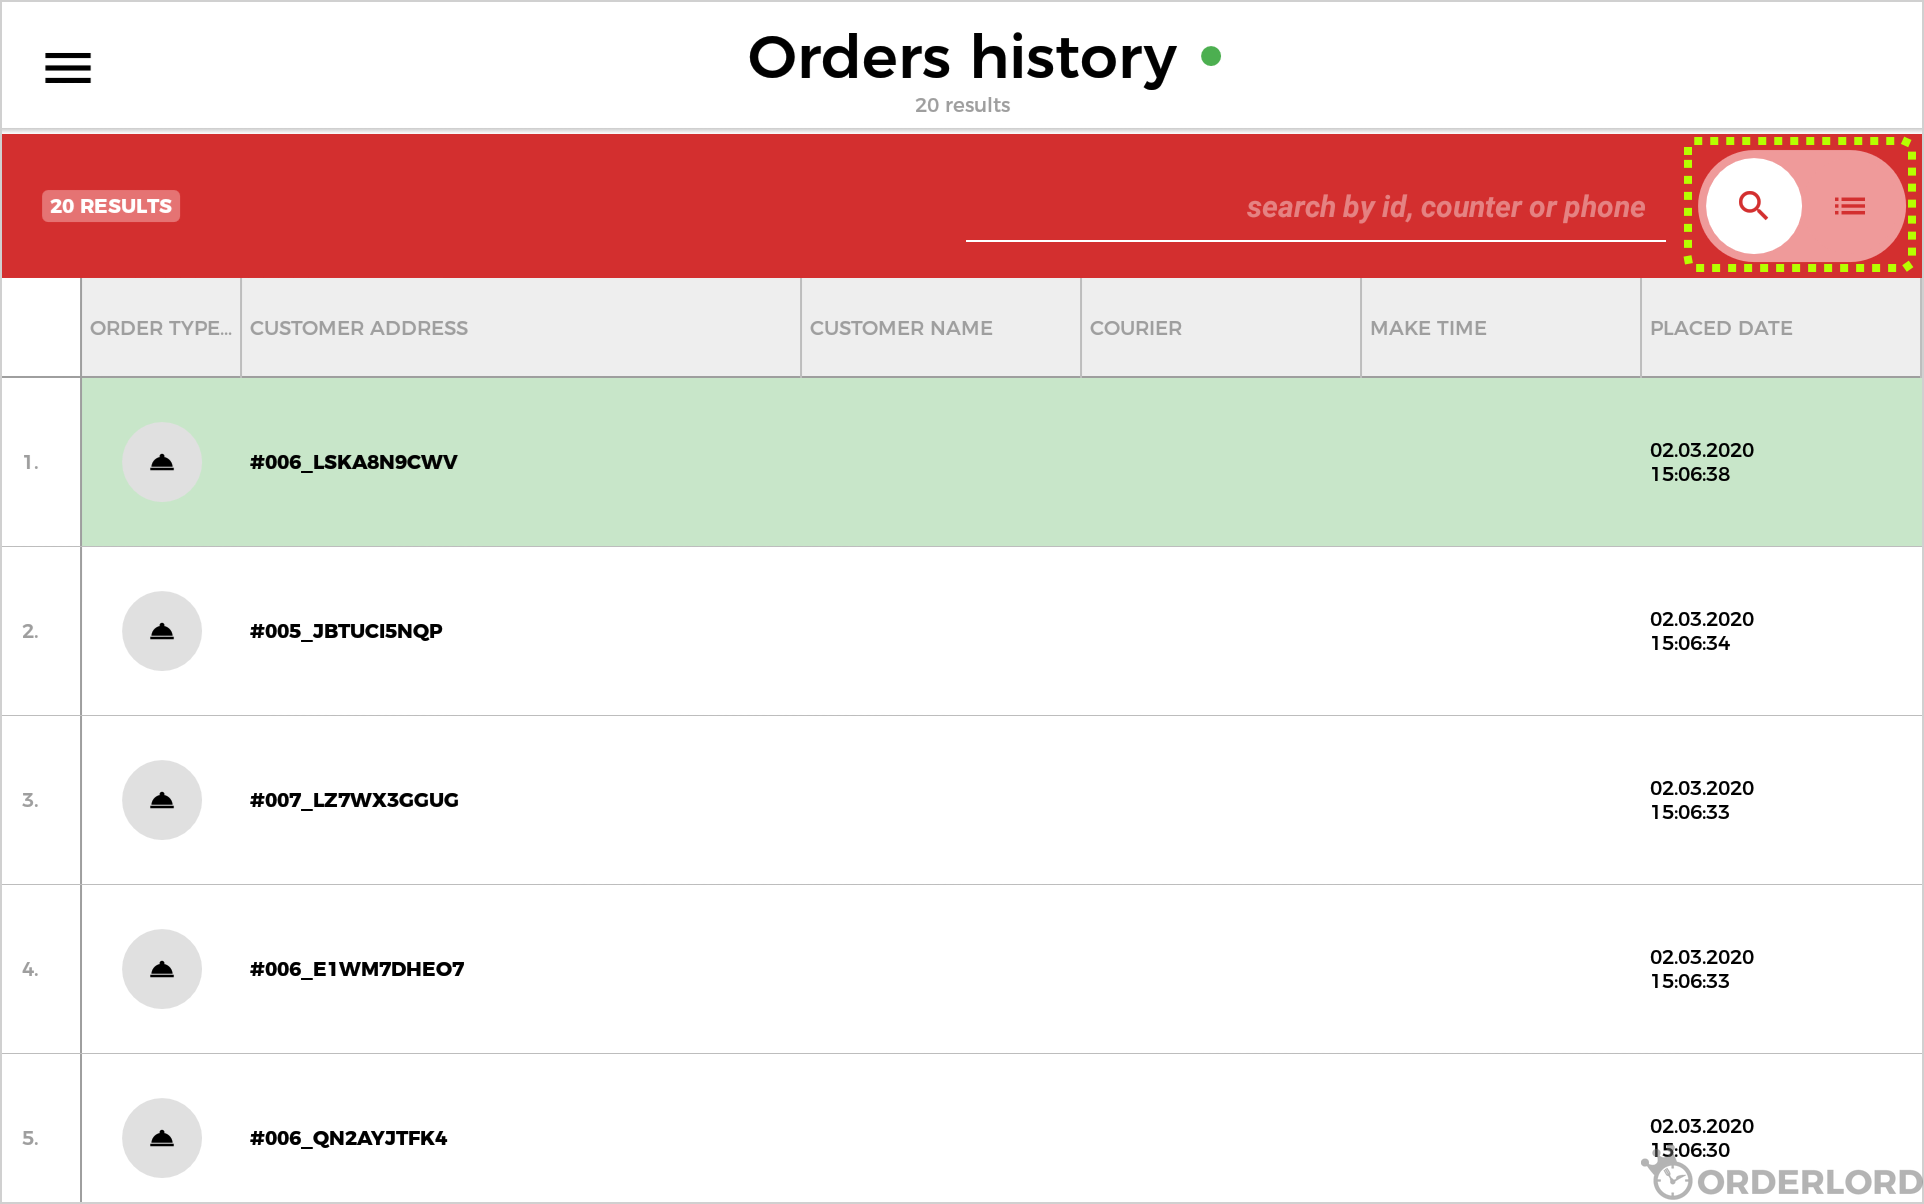 Orders history
20 results
20 RESULTS
search by id, counter or phone
ORDER TYPE... CUSTOMER ADDRESS CUSTOMER NAME COURIER MAKE TIME PLACED DATE
1. #006_LSKA8N9CWV 02.03.2020
15:06:38
2. #005_JBTUCI5NQP 02.03.2020
15:06:34
3. #007_LZ7WX3GGUG 02.03.2020
15:06:33
4. #006_E1WM7DHEO7 02.03.2020
15:06:33
5. #006_QN2AYJTFK4 02.03.2020
15:06:30
ORDERLORD